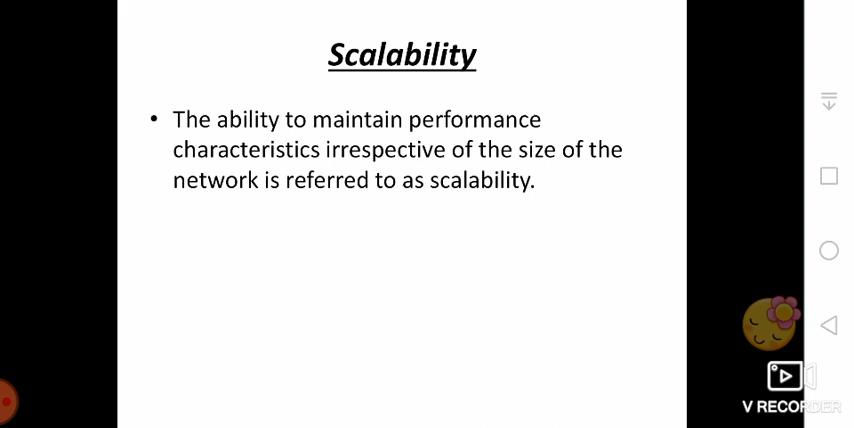 Scalability
• The ability to maintain performance
characteristics irrespective of the size of the
network is referred to as scalability.
V RECORDER